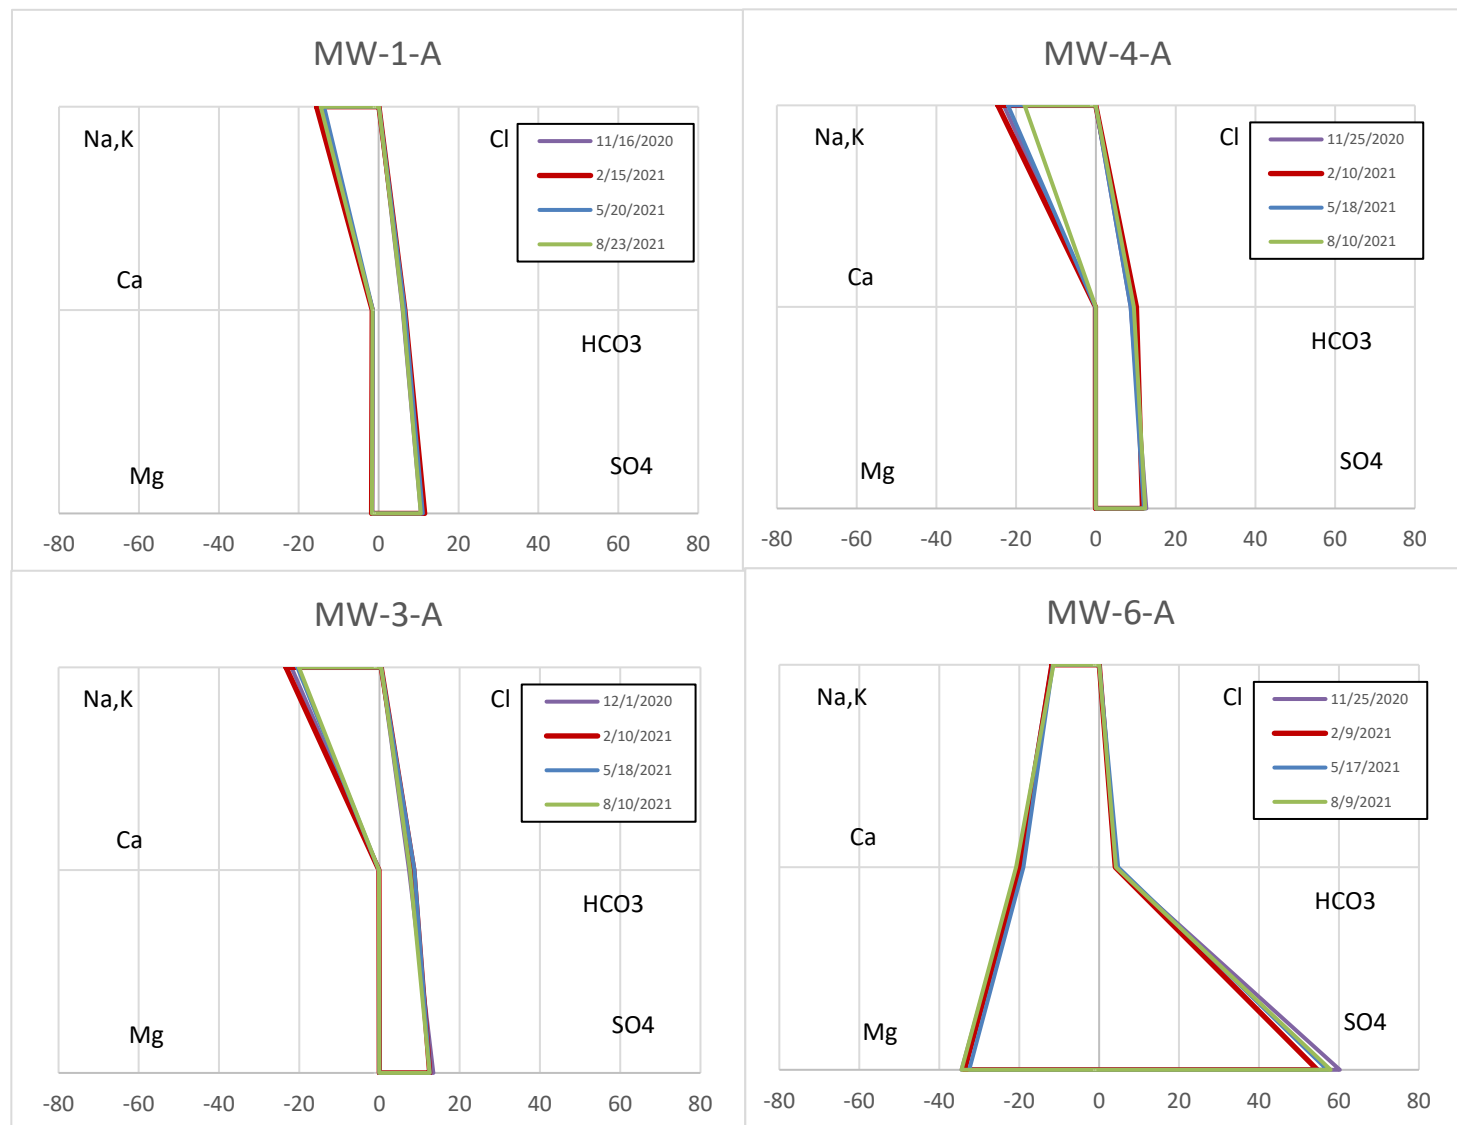 MW-1-A
Na,K
Cl
11/16/2020
2/15/2021
5/20/2021
8/23/2021
Ca
HCO3
Mg
SO4
-80 -60 -40 -20 0 20 40 60 80
MW-4-A
Na,K
Cl
11/25/2020
2/10/2021
5/18/2021
8/10/2021
Ca
HCO3
Mg
SO4
-80 -60 -40 -20 0 20 40 60 80
MW-3-A
Na,K
Cl
12/1/2020
2/10/2021
5/18/2021
8/10/2021
Ca
HCO3
Mg
SO4
-80 -60 -40 -20 0 20 40 60 80
MW-6-A
Na,K
Cl
11/25/2020
2/9/2021
5/17/2021
8/9/2021
Ca
HCO3
Mg
SO4
-80 -60 -40 -20 0 20 40 60 80